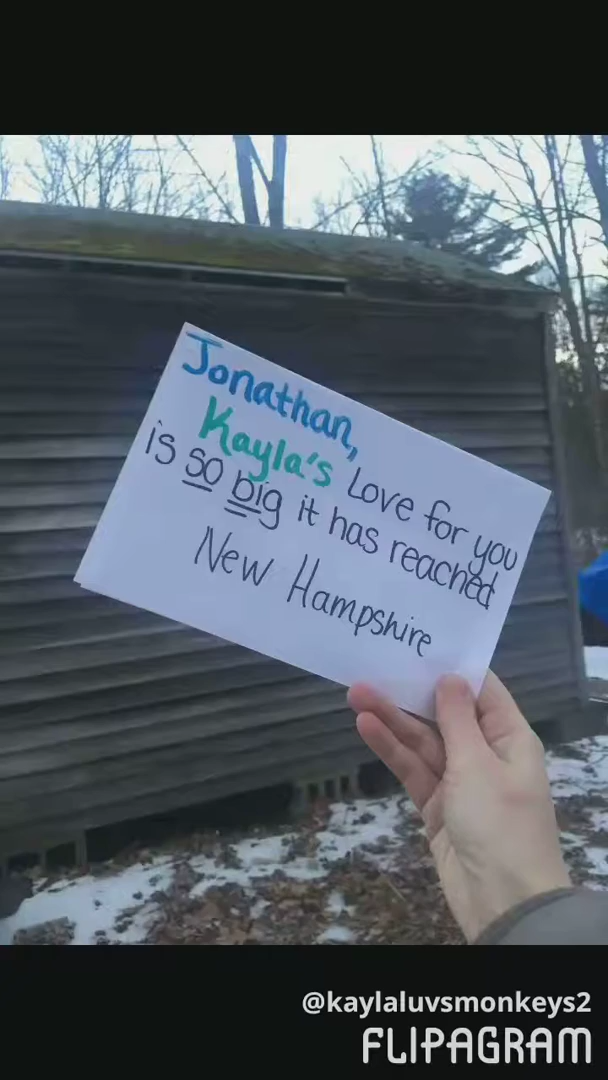 Jonathan,
Kayla's Love for you
is so big it has reached
New Hampshire
@kaylaluvsmonkeys2
FLIPAGRAM